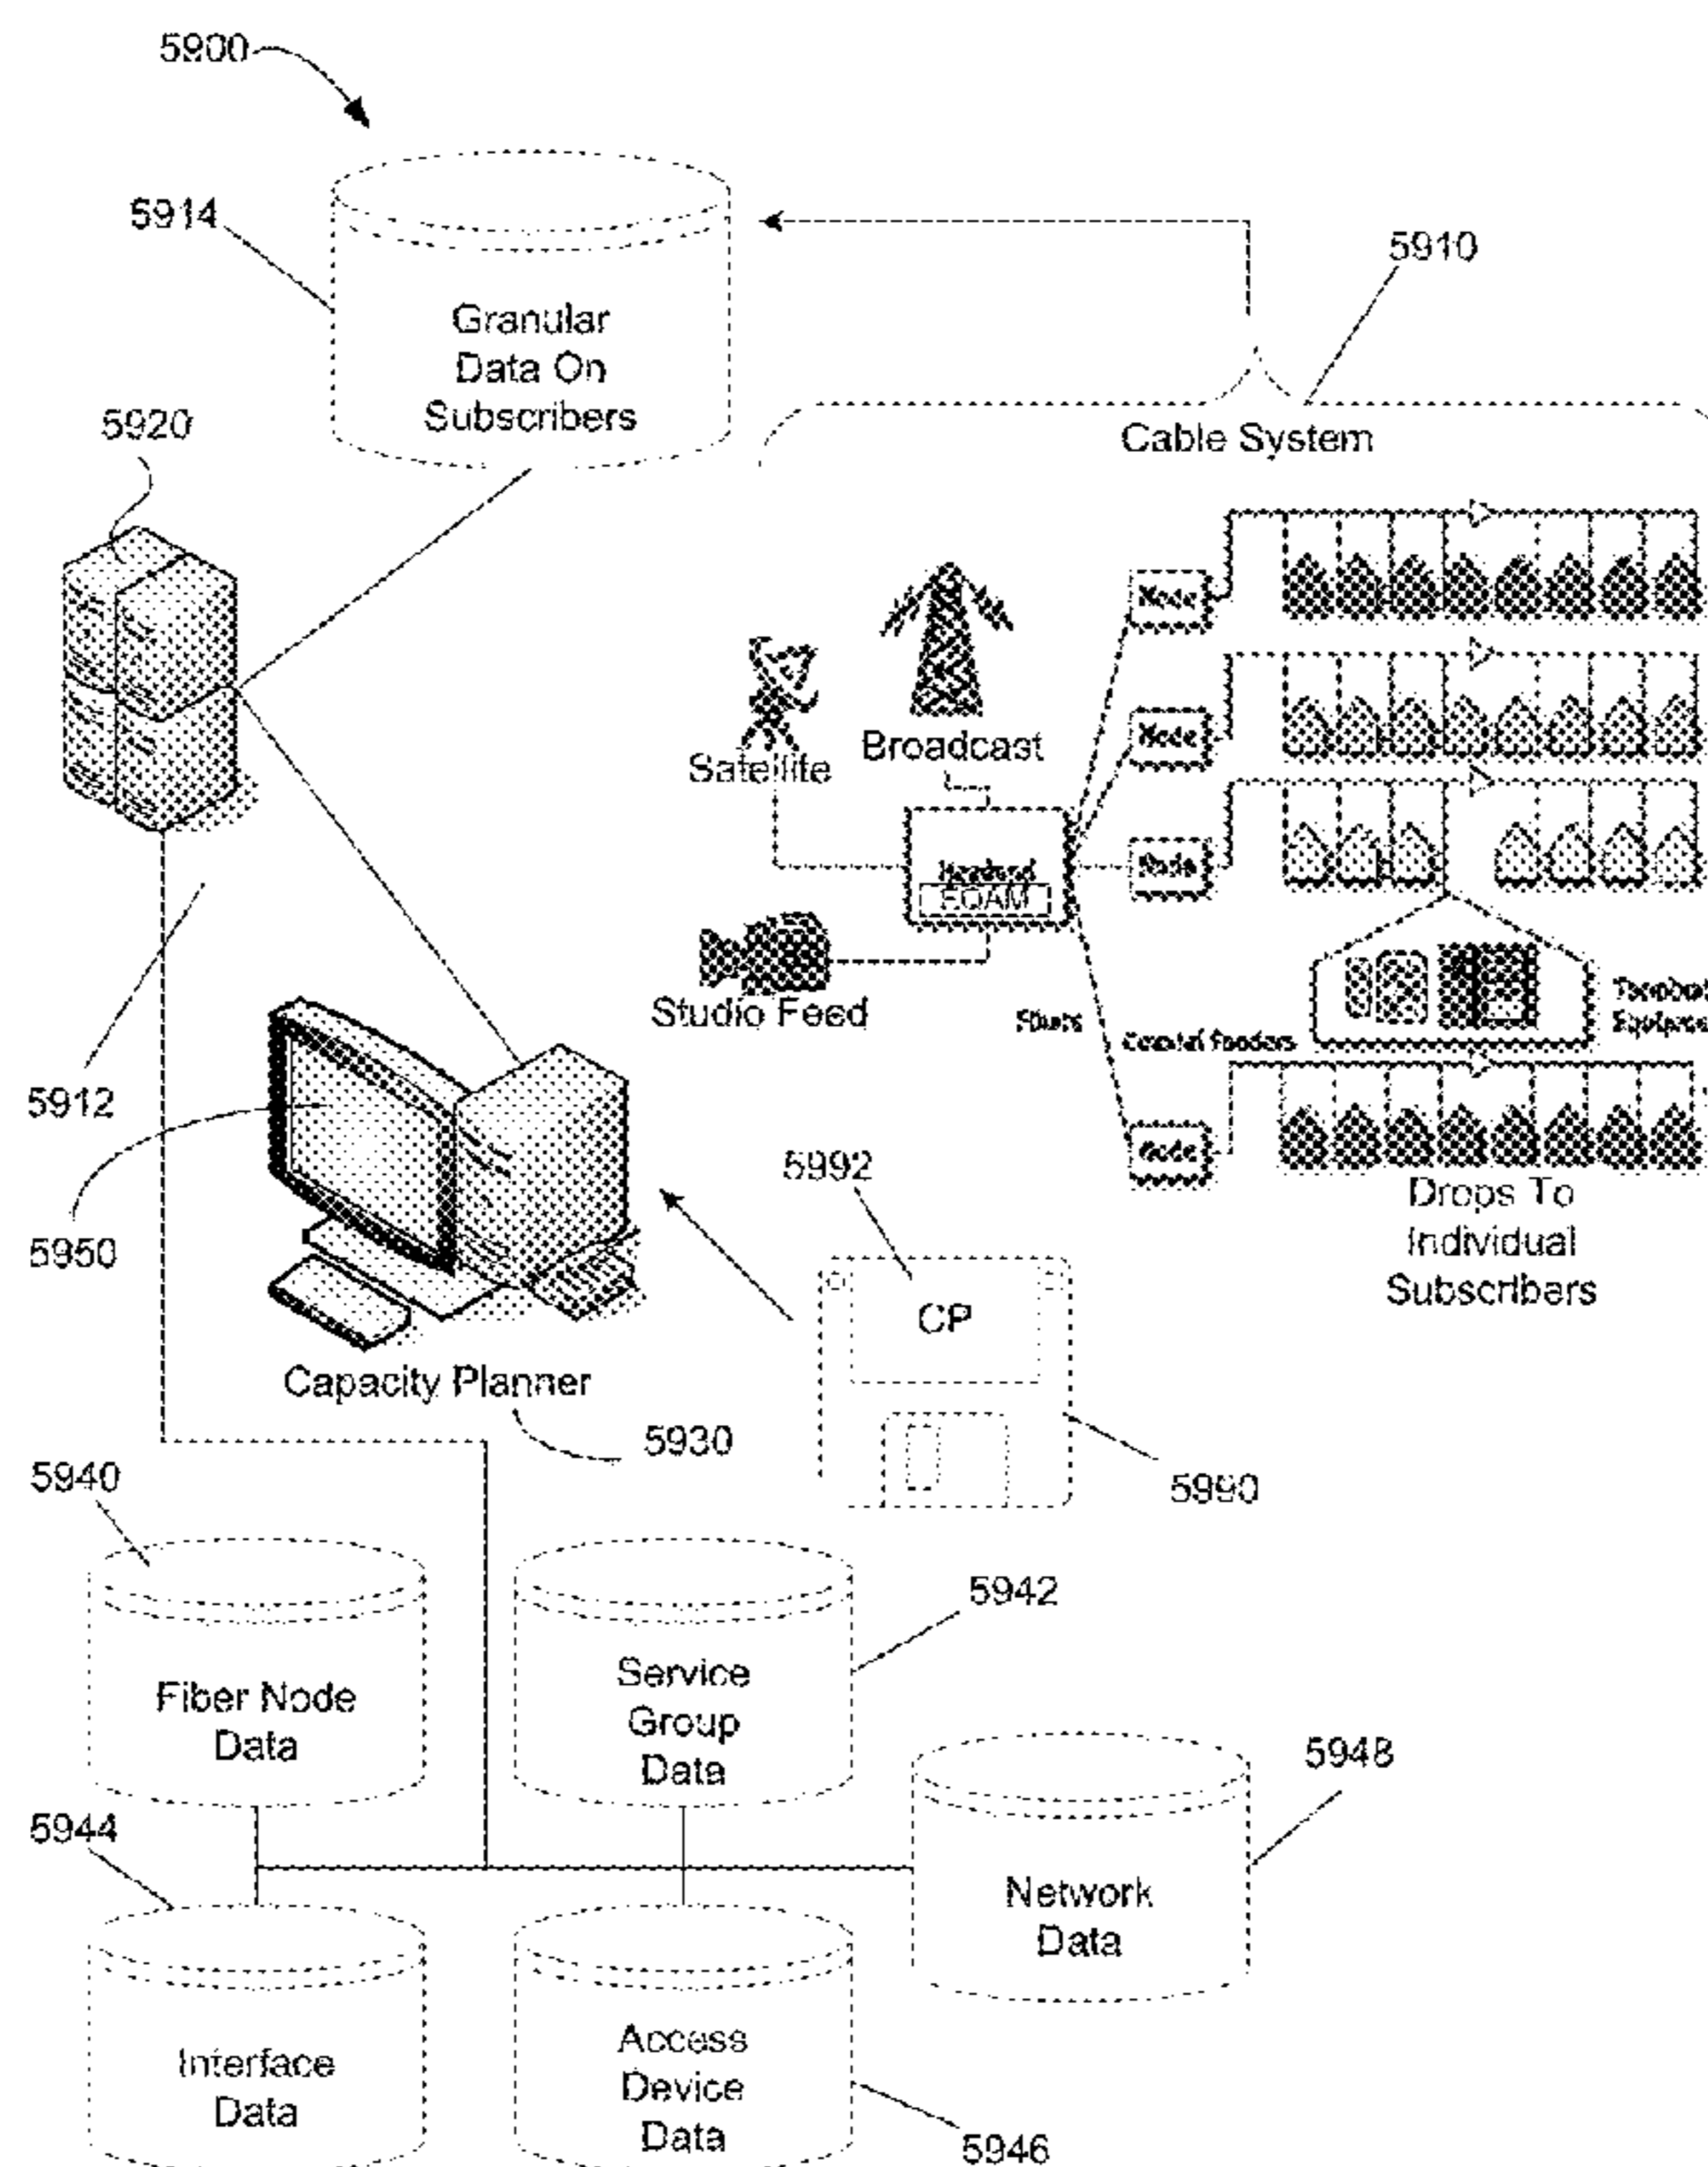 5900
5914
Granular
Data On
Subscribers
5910
Cable System
5920
Node
Node
Node
Node
Satellite
Broadcast
Headend
Studio Feed
Fibers
Coaxial Feeders
Drops To
Individual
Subscribers
5912
5950
5992
CP
Capacity Planner
5930
5990
5940
Fiber Node
Data
Service
Group
Data
5942
5948
Network
Data
5944
Interface
Data
Access
Device
Data
5946